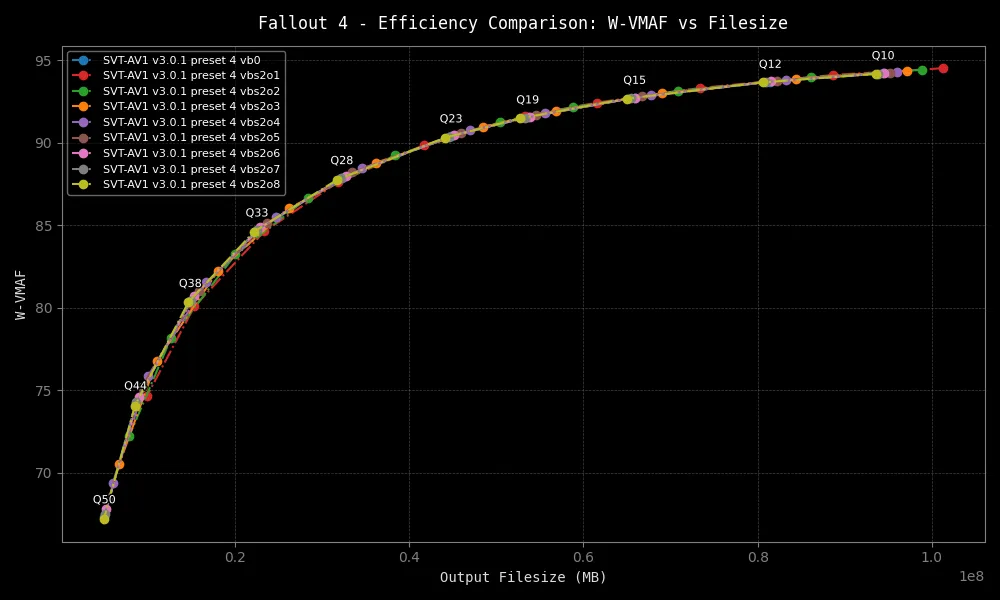 Fallout 4 - Efficiency Comparison: W-VMAF vs Filesize
SVT-AV1 v3.0.1 preset 4 vb0
SVT-AV1 v3.0.1 preset 4 vbs2o1
SVT-AV1 v3.0.1 preset 4 vbs2o2
SVT-AV1 v3.0.1 preset 4 vbs2o3
SVT-AV1 v3.0.1 preset 4 vbs2o4
SVT-AV1 v3.0.1 preset 4 vbs2o5
SVT-AV1 v3.0.1 preset 4 vbs2o6
SVT-AV1 v3.0.1 preset 4 vbs2o7
SVT-AV1 v3.0.1 preset 4 vbs2o8
W-VMAF
95
90
85
80
75
70
Q50
Q44
Q38
Q33
Q28
Q23
Q19
Q15
Q12
Q10
0.2
0.4
0.6
0.8
1.0
1e8
Output Filesize (MB)